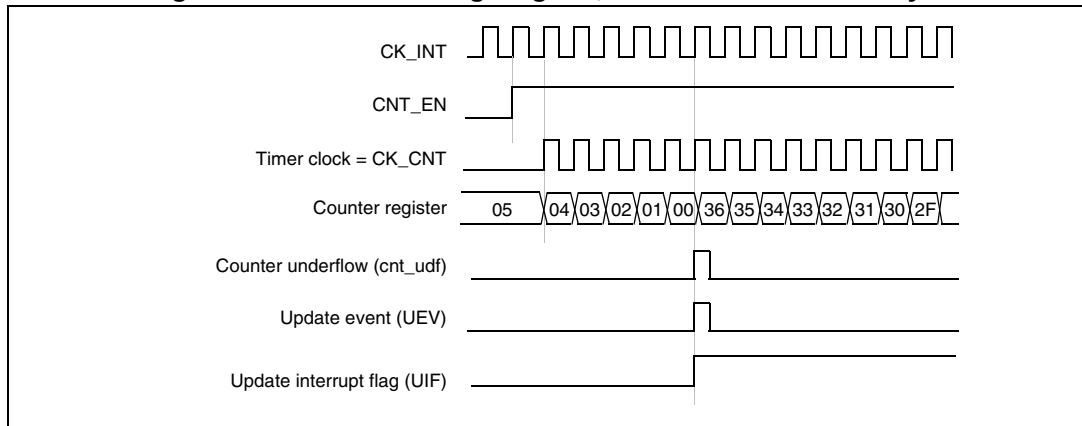 CK_INT
CNT_EN
Timer clock = CK_CNT
Counter register 05 04 03 02 01 00 36 35 34 33 32 31 30 2F
Counter underflow (cnt_udf)
Update event (UEV)
Update interrupt flag (UIF)